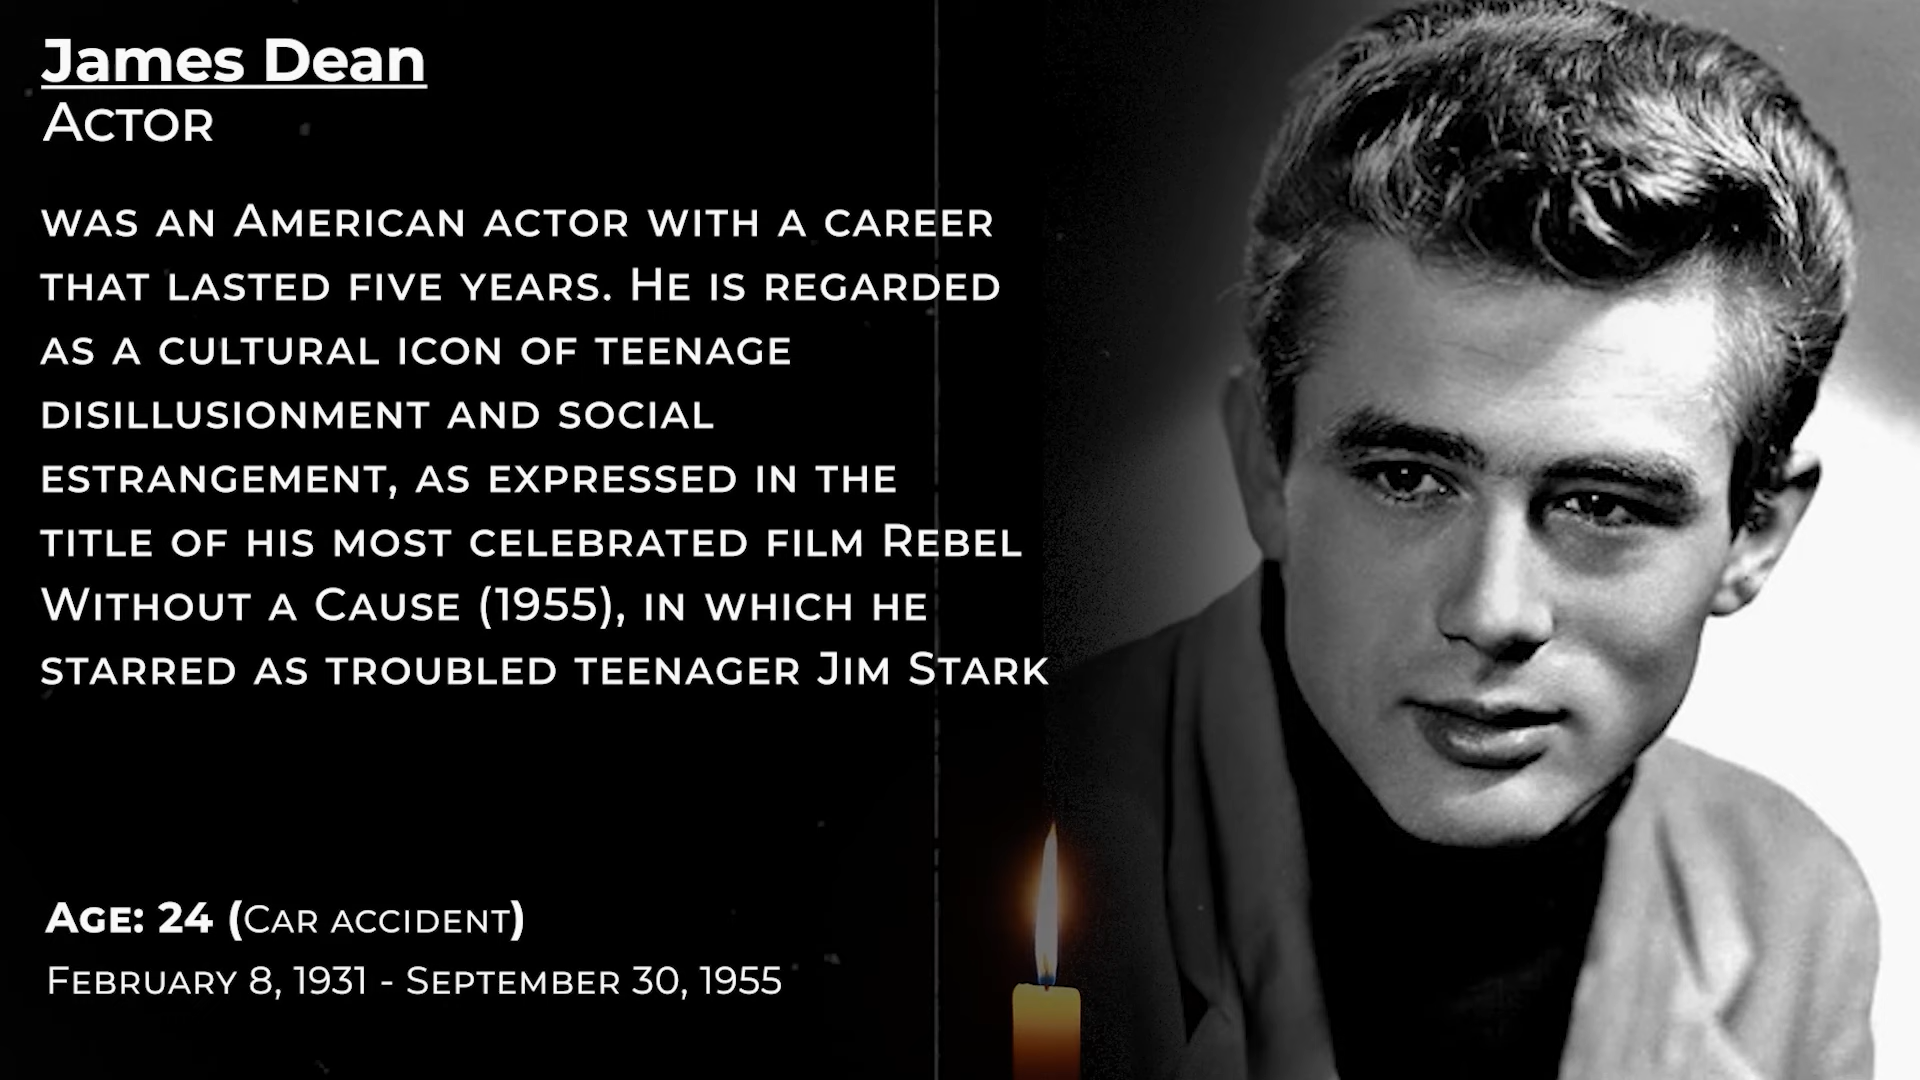 James Dean
Actor
was an American actor with a career
that lasted five years. He is regarded
as a cultural icon of teenage
disillusionment and social
estrangement, as expressed in the
title of his most celebrated film Rebel
Without a Cause (1955), in which he
starred as troubled teenager Jim Stark
Age: 24 (Car accident)
February 8, 1931 - September 30, 1955